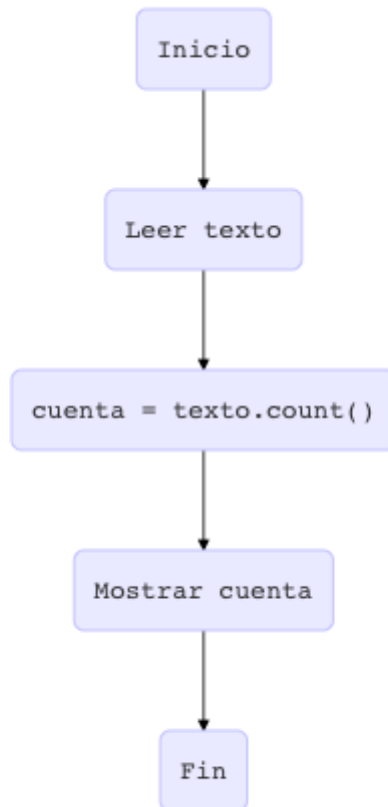 Inicio
Leer texto
cuenta = texto.count()
Mostrar cuenta
Fin